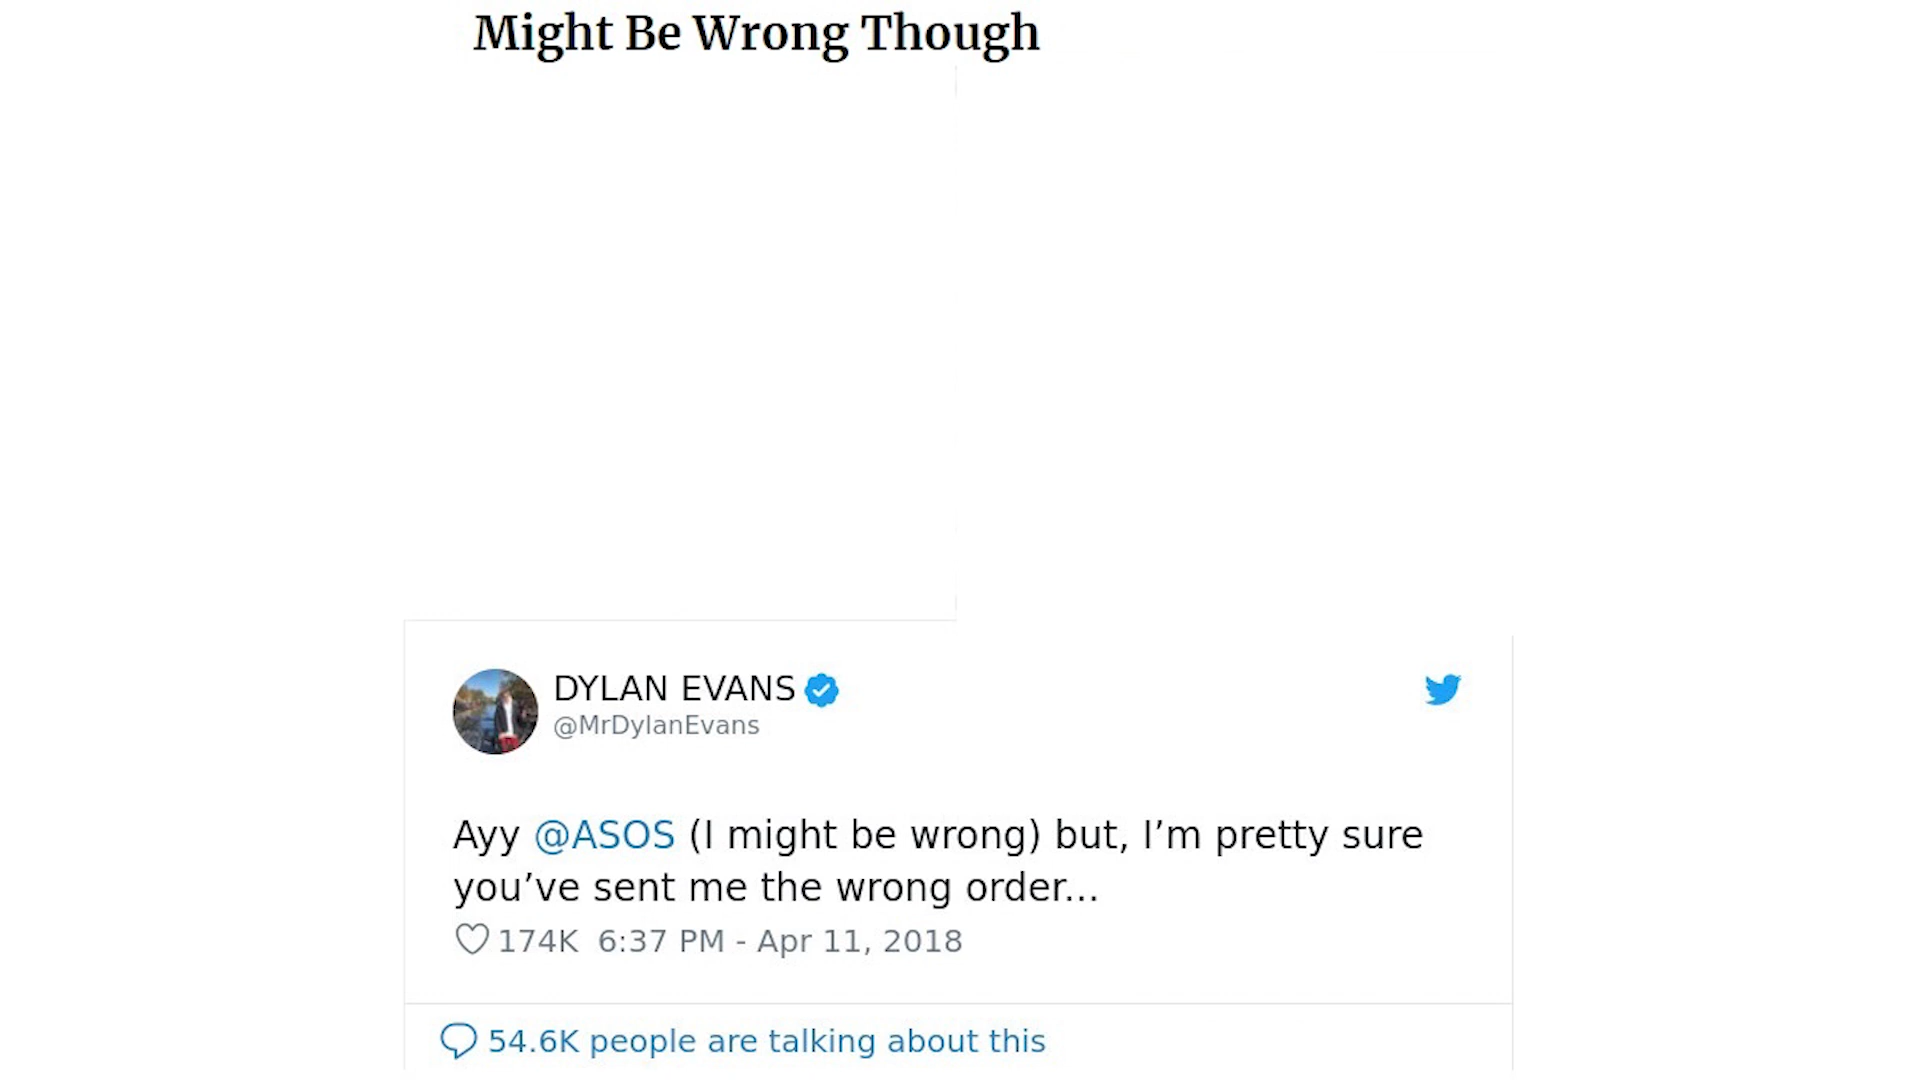 Might Be Wrong Though
DYLAN EVANS
@MrDylanEvans
Ayy @ASOS (I might be wrong) but, I’m pretty sure
you’ve sent me the wrong order...
174K 6:37 PM - Apr 11, 2018
54.6K people are talking about this